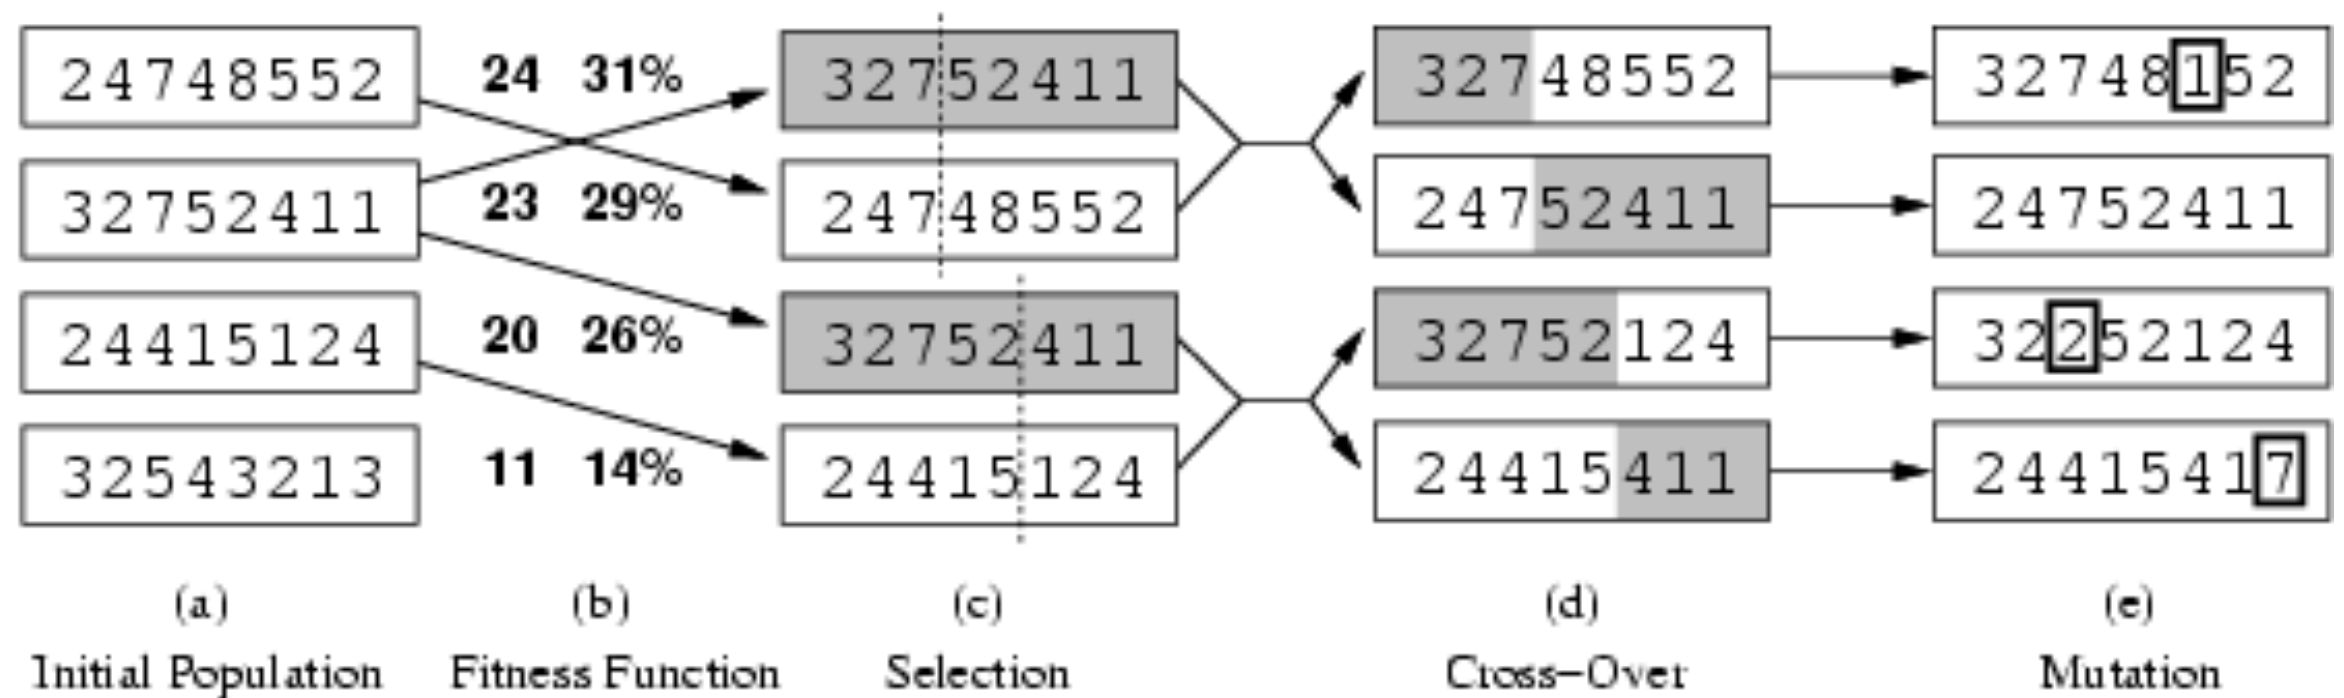 24748552 24 31% 32752411 32748552 32748152
32752411 23 29% 24748552 24752411 24752411
24415124 20 26% 32752411 32752124 32252124
32543213 11 14% 24415124 24415411 24415417
(a) (b) (c) (d) (e)
Initial Population Fitness Function Selection Cross–Over Mutation